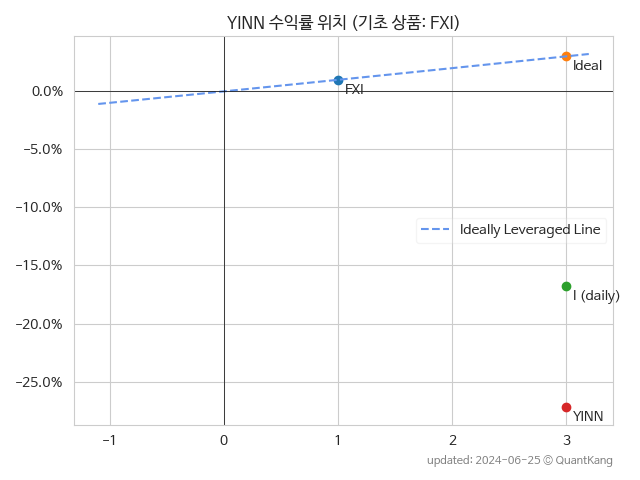 YINN 수익률 위치 (기초 상품: FXI)
0.0%
−5.0%
−10.0%
−15.0%
−20.0%
−25.0%
Ideal
FXI
Ideally Leveraged Line
I (daily)
YINN
−1
0
1
2
3
updated: 2024-06-25 © QuantKang